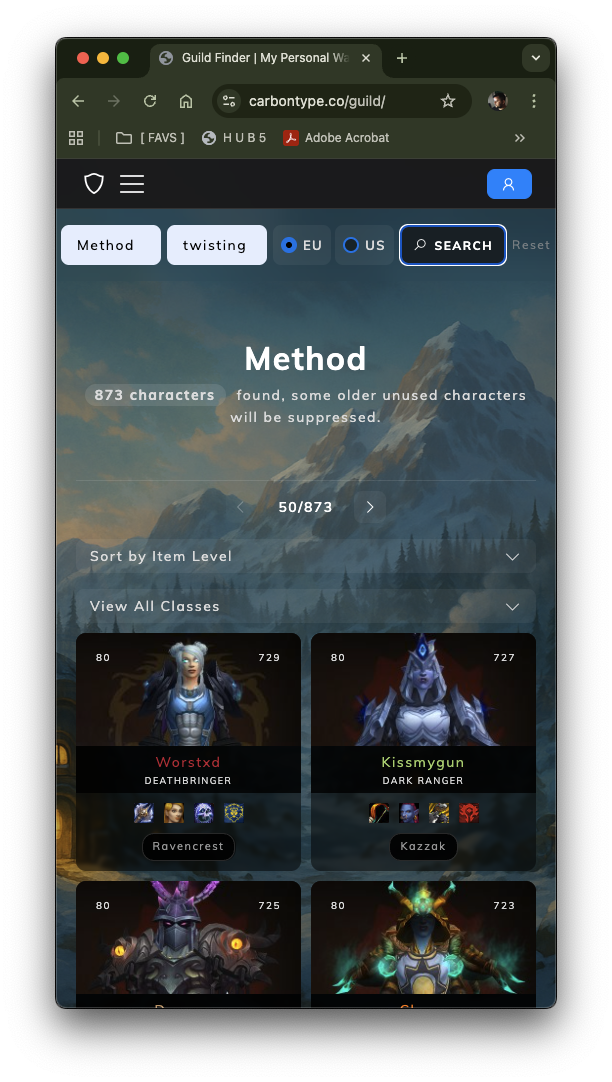 Guild Finder | My Personal Wa
carbontype.co/guild/
[ FAVS ] H U B 5 Adobe Acrobat
Method twisting EU US SEARCH Reset
Method
873 characters found, some older unused characters
will be suppressed.
50/873
Sort by Item Level
View All Classes
80 729
Worstxd
DEATHBRINGER
Ravencrest
80 727
Kissmygun
DARK RANGER
Kazzak
80 725
80 723